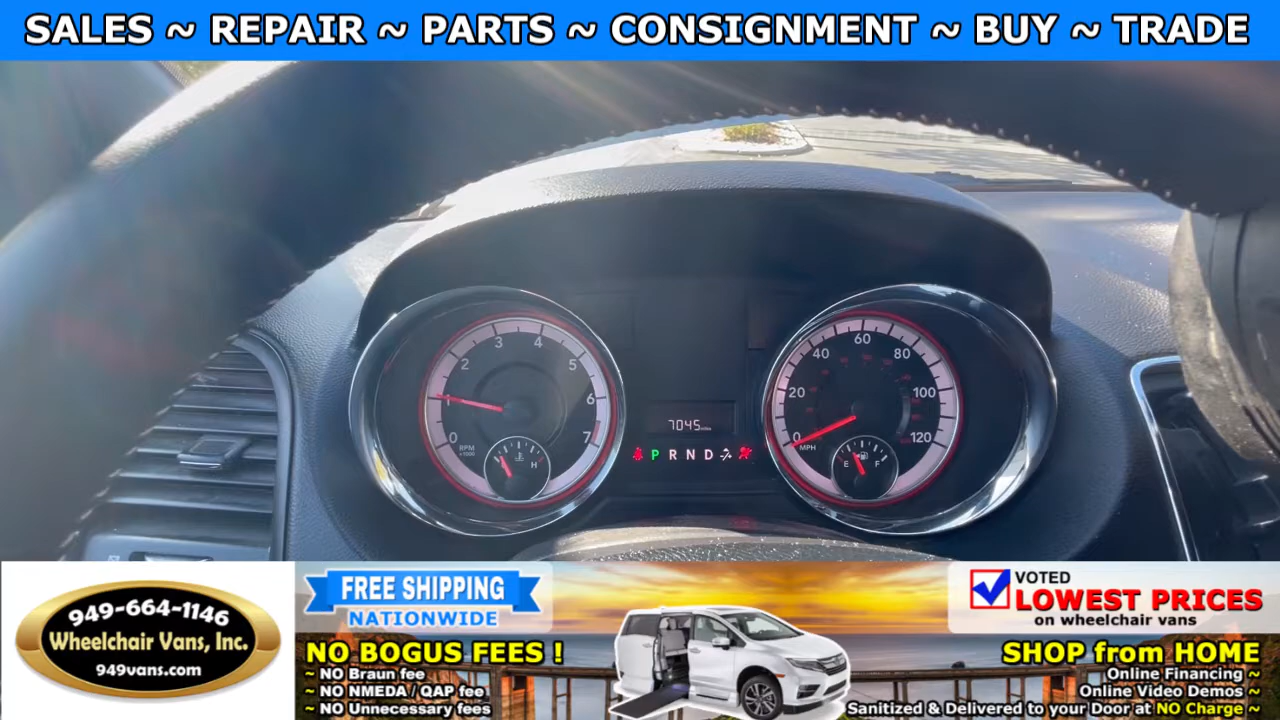 SALES ~ REPAIR ~ PARTS ~ CONSIGNMENT ~ BUY ~ TRADE
0 1 2 3 4 5 6 7
RPM
x1000
H
7045 miles
P R N D
0 20 40 60 80 100 120
MPH
E F
949-664-1146
Wheelchair Vans, Inc.
949vans.com
FREE SHIPPING
NATIONWIDE
NO BOGUS FEES !
~ NO Braun fee
~ NO NMEDA / QAP fee
~ NO Unnecessary fees
VOTED
LOWEST PRICES
on wheelchair vans
SHOP from HOME
Online Financing ~
Online Video Demos ~
Sanitized & Delivered to your Door at NO Charge ~